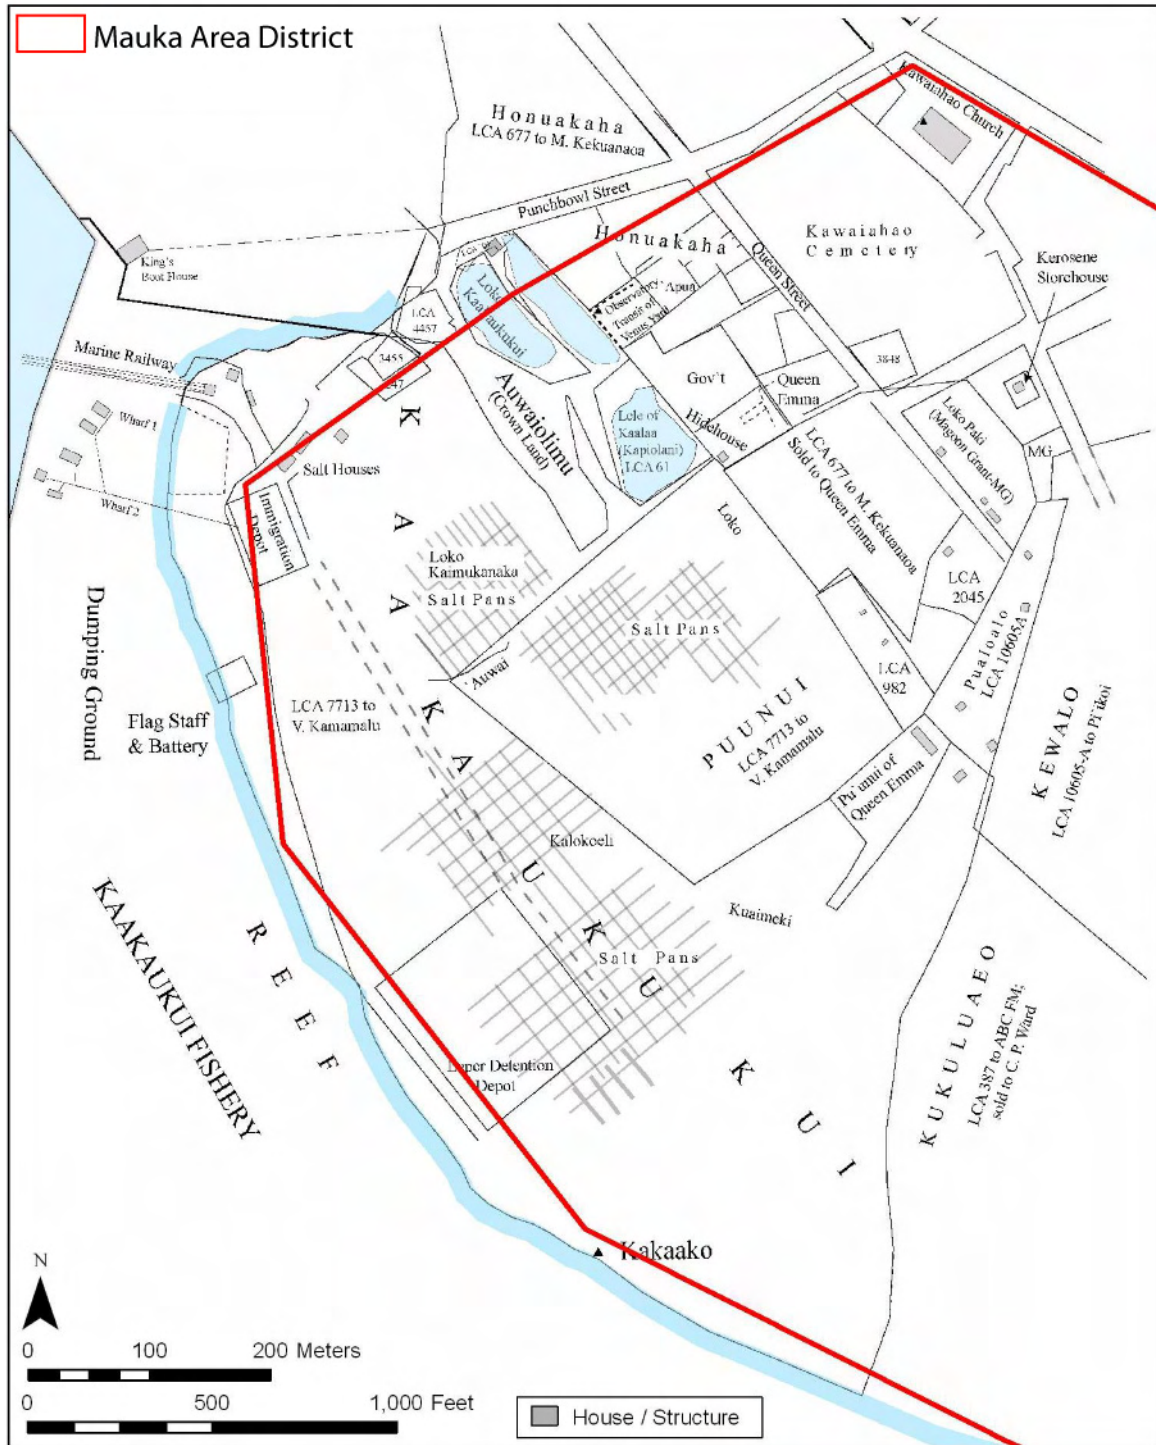 Mauka Area District
Kawaiahao Church
Honuakaha
LCA 677 to M. Kekuanaoa
Punchbowl Street
Honuakaha
Kawaiahao
Cemetery
Queen Street
Kerosene
Storehouse
King's
Boat House
LCA
Loko
Kaakaukukui
Observatory
Transit of
Venus Yard
Apua
LCA
4457
3455
247
Marine Railway
3848
Gov't
Queen
Emma
Auwaiolimu
(Crown Land)
Lele of
Kaalaa
(Kapiolani)
LCA 61
Hidehouse
Loko Paki
(Magoon Grant-MG)
MG
Wharf 1
Wharf 2
Salt Houses
Immigration
Depot
LCA 677 to M. Kekuanaoa
Sold to Queen Emma
Loko
Loko
Kaimukanaka
Salt Pans
Salt Pans
LCA
2045
Dumping Ground
Auwai
LCA
982
Pualoalo
LCA 10605A
Flag Staff
& Battery
LCA 7713 to
V. Kamamalu
PUUNUI
LCA 7713 to
V. Kamamalu
Pu'unui of
Queen Emma
KEWALO
LCA 10605-A to Pi'ikoi
KAAKAUKUKUI
Kalokoeli
Kuaimeki
Salt Pans
REEF
KAAKAUKUI FISHERY
KUKULUAEO
LCA 387 to ABC FM;
sold to C. P. Ward
Leper Detention
Depot
Kakaako
N
0 100 200 Meters
0 500 1,000 Feet
House / Structure